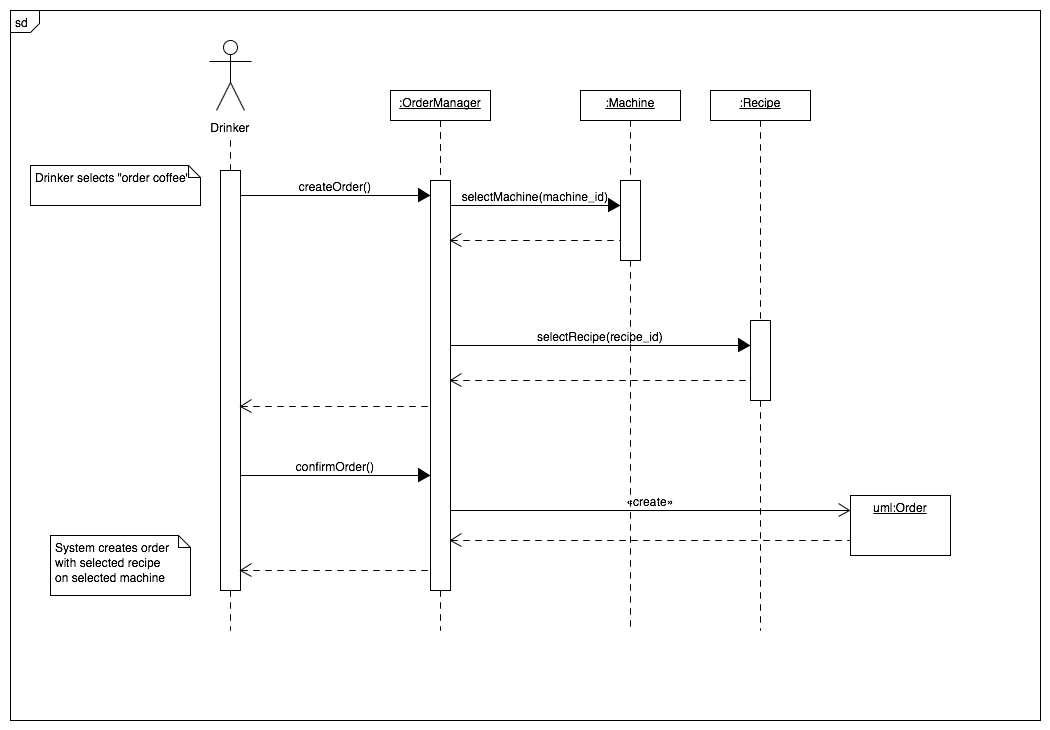 sd
Drinker
:OrderManager
:Machine
:Recipe
Drinker selects "order coffee"
createOrder()
selectMachine(machine_id)
selectRecipe(recipe_id)
confirmOrder()
«create»
uml:Order
System creates order
with selected recipe
on selected machine